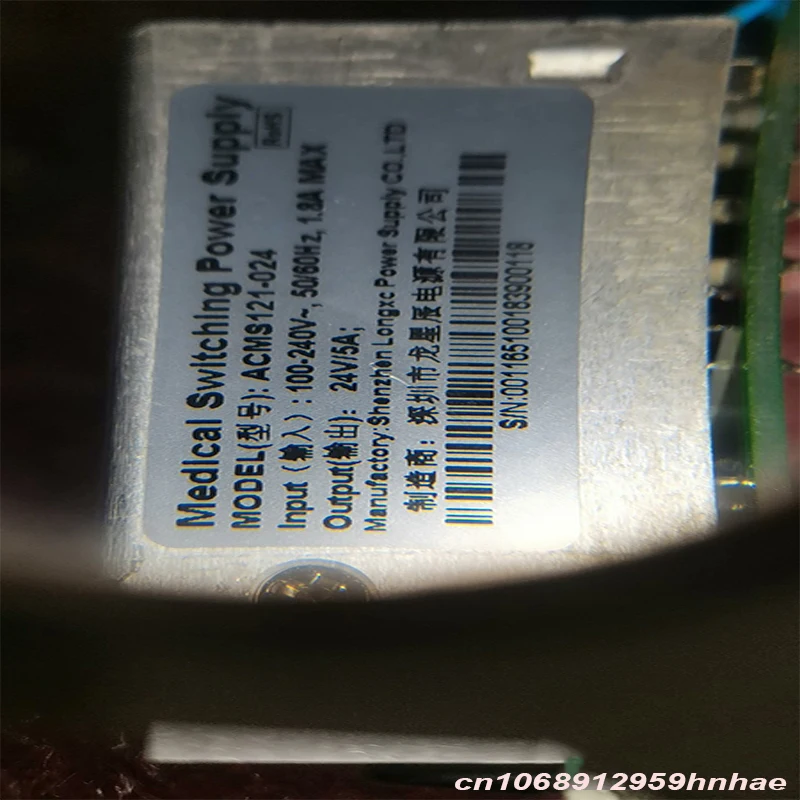 Medical Switching Power Supply
RoHS
MODEL(型号): ACMS121-024
Input (输入): 100-240V~, 50/60Hz, 1.8A MAX
Output(输出): 24V/5A;
Manufactory:Shenzhen Longxc Power Supply CO.,LTD
制造商: 深圳市龙星辰电源有限公司
S/N:001165100183900118
cn1068912959hnhae